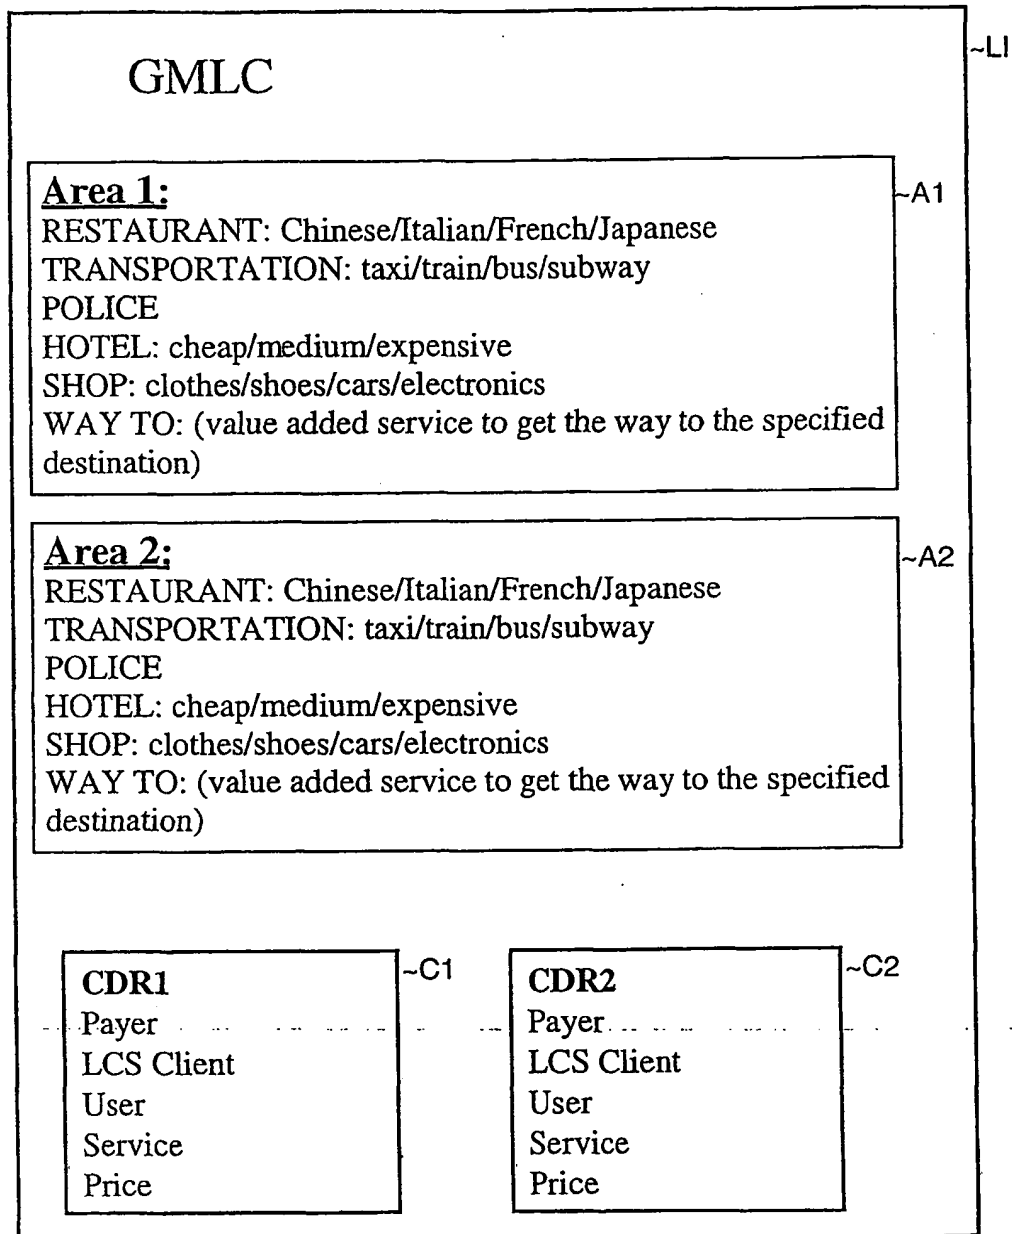 GMLC
~LI
Area 1:
~A1
RESTAURANT: Chinese/Italian/French/Japanese
TRANSPORTATION: taxi/train/bus/subway
POLICE
HOTEL: cheap/medium/expensive
SHOP: clothes/shoes/cars/electronics
WAY TO: (value added service to get the way to the specified
destination)
Area 2:
~A2
RESTAURANT: Chinese/Italian/French/Japanese
TRANSPORTATION: taxi/train/bus/subway
POLICE
HOTEL: cheap/medium/expensive
SHOP: clothes/shoes/cars/electronics
WAY TO: (value added service to get the way to the specified
destination)
CDR1
~C1
Payer
LCS Client
User
Service
Price
CDR2
~C2
Payer
LCS Client
User
Service
Price